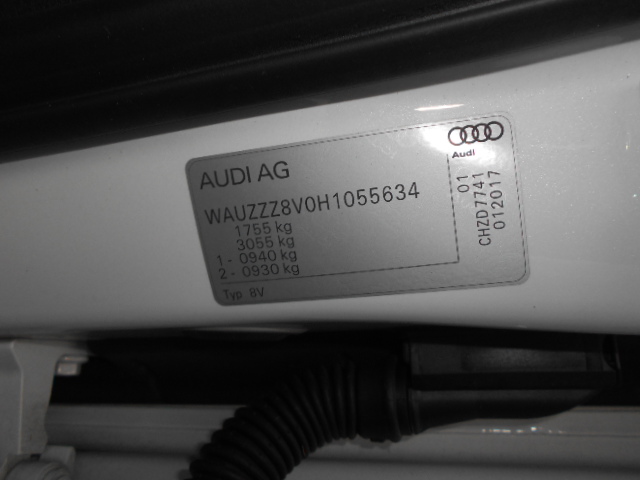 AUDI AG
Audi
WAUZZZ8V0H1055634
1755 kg
3055 kg
1 - 0940 kg
2 - 0930 kg
Typ 8V
01
CHZD7741
012017